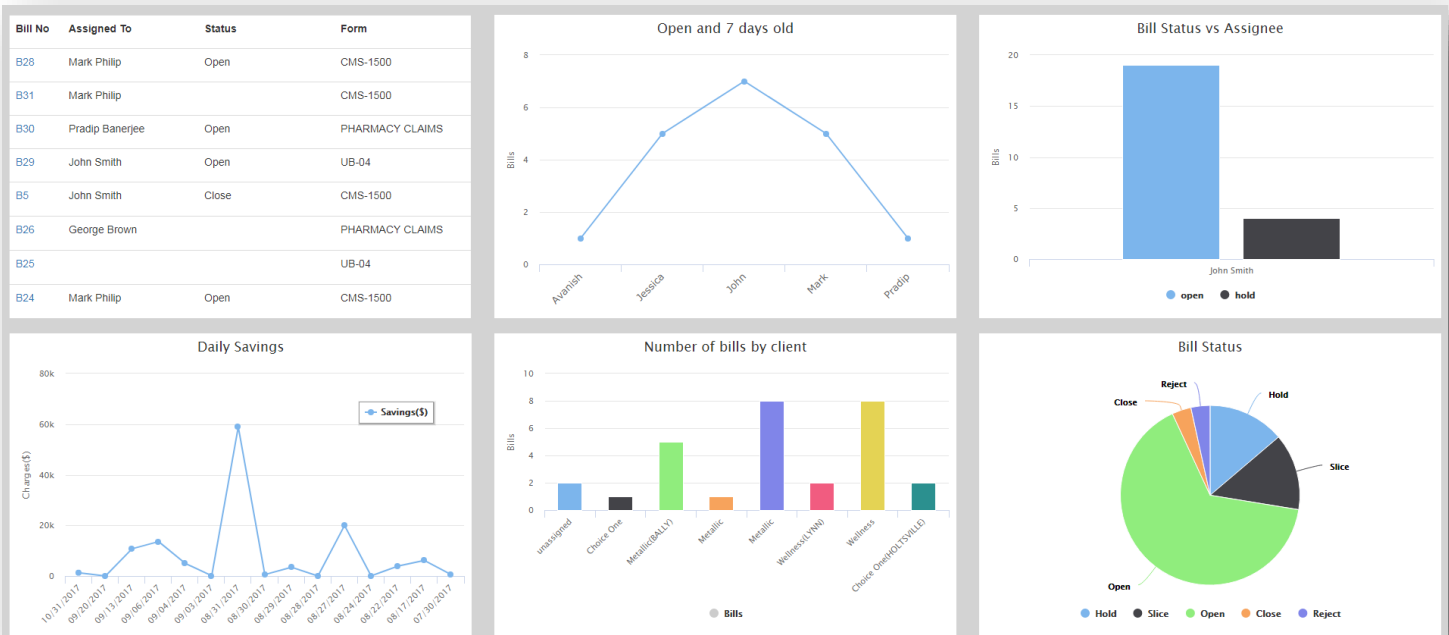 Bill No Assigned To Status Form
B28 Mark Philip Open CMS-1500
B31 Mark Philip CMS-1500
B30 Pradip Banerjee Open PHARMACY CLAIMS
B29 John Smith Open UB-04
B5 John Smith Close CMS-1500
B26 George Brown PHARMACY CLAIMS
B25 UB-04
B24 Mark Philip Open CMS-1500
Open and 7 days old
8
6
4
2
0
Bills
Avanish Jessica John Mark Pradip
Bill Status vs Assignee
20
15
10
5
0
Bills
John Smith
open hold
Daily Savings
80k
60k
40k
20k
0
Charges($)
Savings($)
10/31/2017 09/20/2017 09/13/2017 09/06/2017 09/04/2017 09/03/2017 08/31/2017 08/30/2017 08/29/2017 08/28/2017 08/27/2017 08/24/2017 08/22/2017 08/17/2017 07/30/2017
Number of bills by client
10
8
6
4
2
0
Bills
unassigned Choice One Metallic(BALLY) Metallic Metallic Wellness(LYNN) Wellness Choice One(HOLTSVILLE)
Bills
Bill Status
Reject
Hold
Close
Slice
Open
Hold Slice Open Close Reject